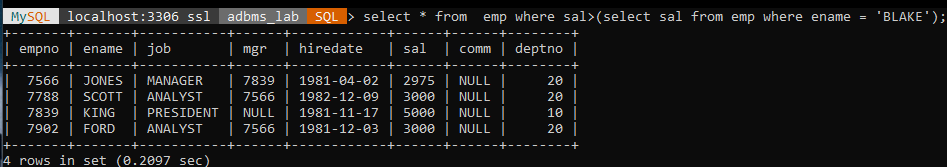 MySQL localhost:3306 ssl adbms_lab SQL > select * from  emp where sal>(select sal from emp where ename = 'BLAKE');
+-------+-------+-----------+------+------------+------+------+--------+
| empno | ename | job       | mgr  | hiredate   | sal  | comm | deptno |
+-------+-------+-----------+------+------------+------+------+--------+
|  7566 | JONES | MANAGER   | 7839 | 1981-04-02 | 2975 | NULL |     20 |
|  7788 | SCOTT | ANALYST   | 7566 | 1982-12-09 | 3000 | NULL |     20 |
|  7839 | KING  | PRESIDENT | NULL | 1981-11-17 | 5000 | NULL |     10 |
|  7902 | FORD  | ANALYST   | 7566 | 1981-12-03 | 3000 | NULL |     20 |
+-------+-------+-----------+------+------------+------+------+--------+
4 rows in set (0.2097 sec)